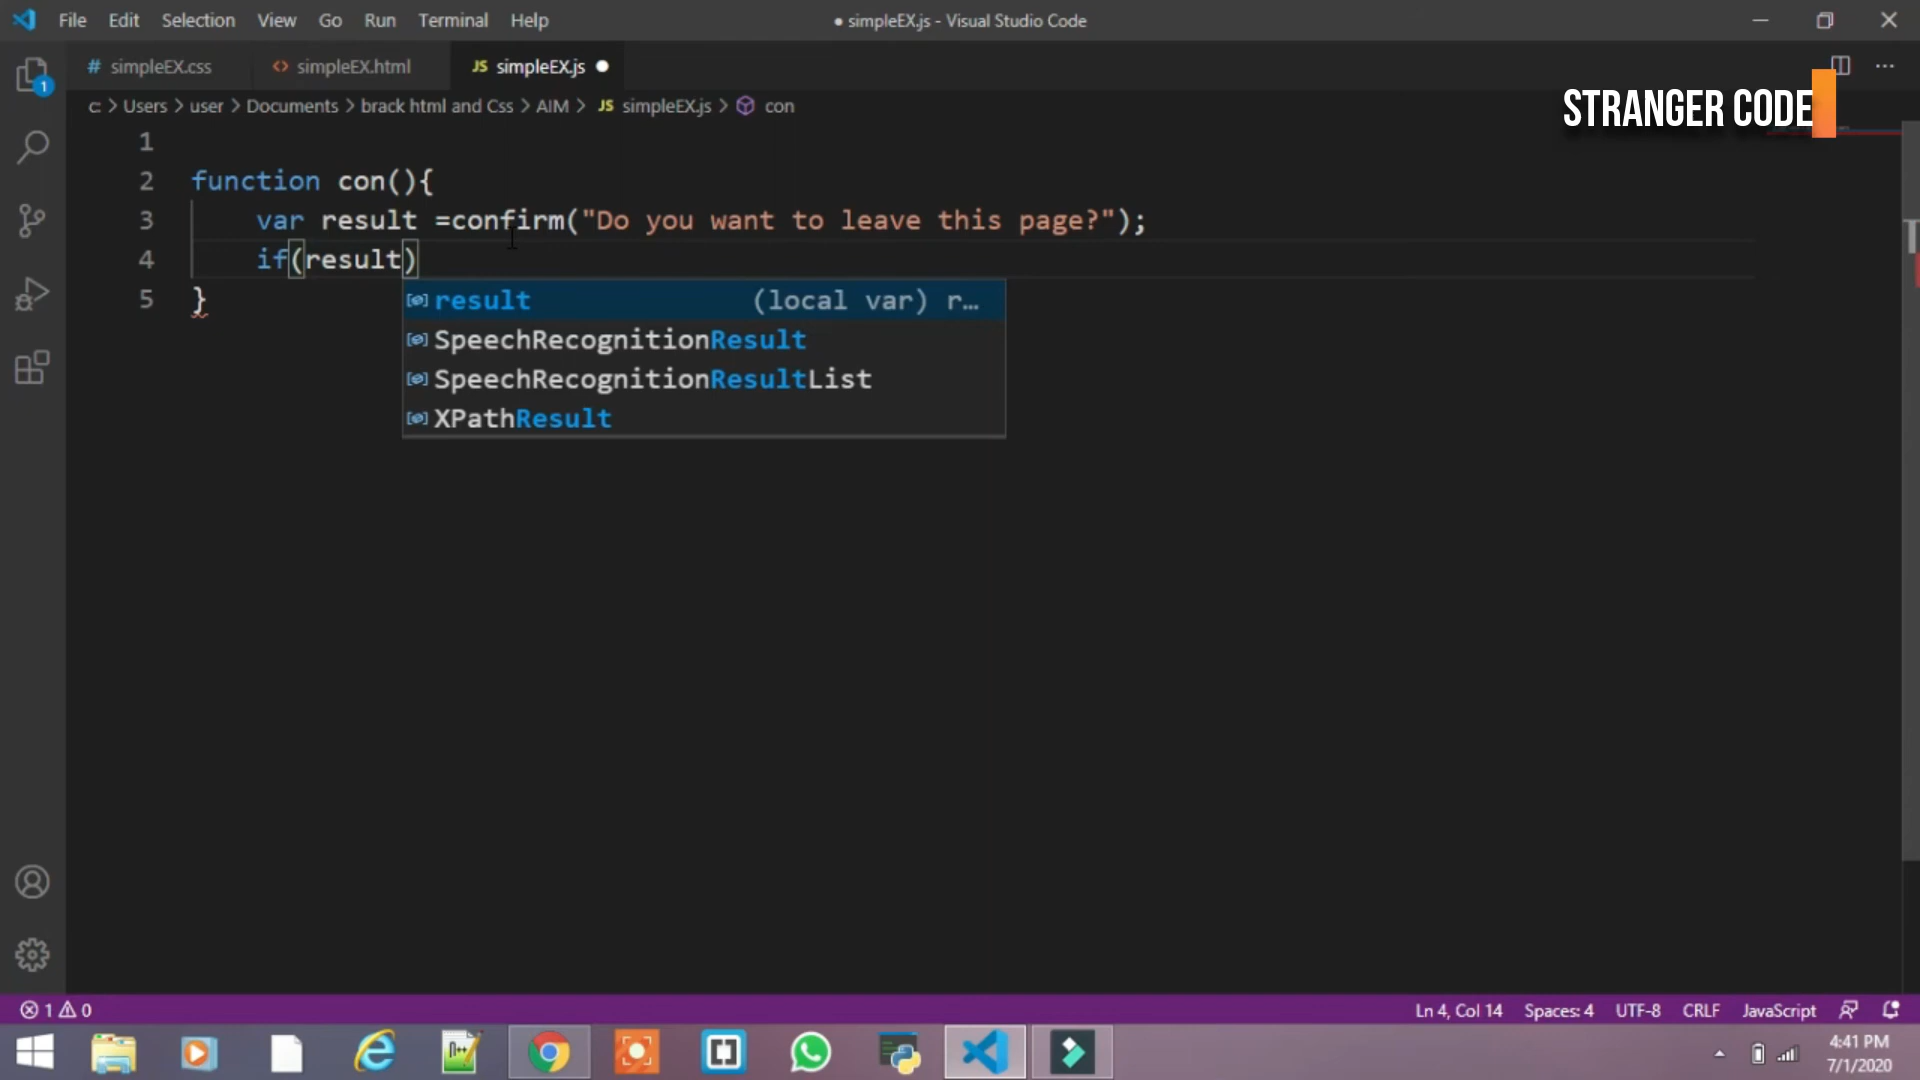 File Edit Selection View Go Run Terminal Help
● simpleEX.js - Visual Studio Code
# simpleEX.css <> simpleEX.html JS simpleEX.js ●
1
STRANGER CODE
c: > Users > user > Documents > brack html and Css > AIM > JS simpleEX.js > con
1
2 function con(){
3 var result =confirm("Do you want to leave this page?");
4 if(result)
5 }
result (local var) r…
SpeechRecognitionResult
SpeechRecognitionResultList
XPathResult
1 0
Ln 4, Col 14 Spaces: 4 UTF-8 CRLF JavaScript
4:41 PM
7/1/2020